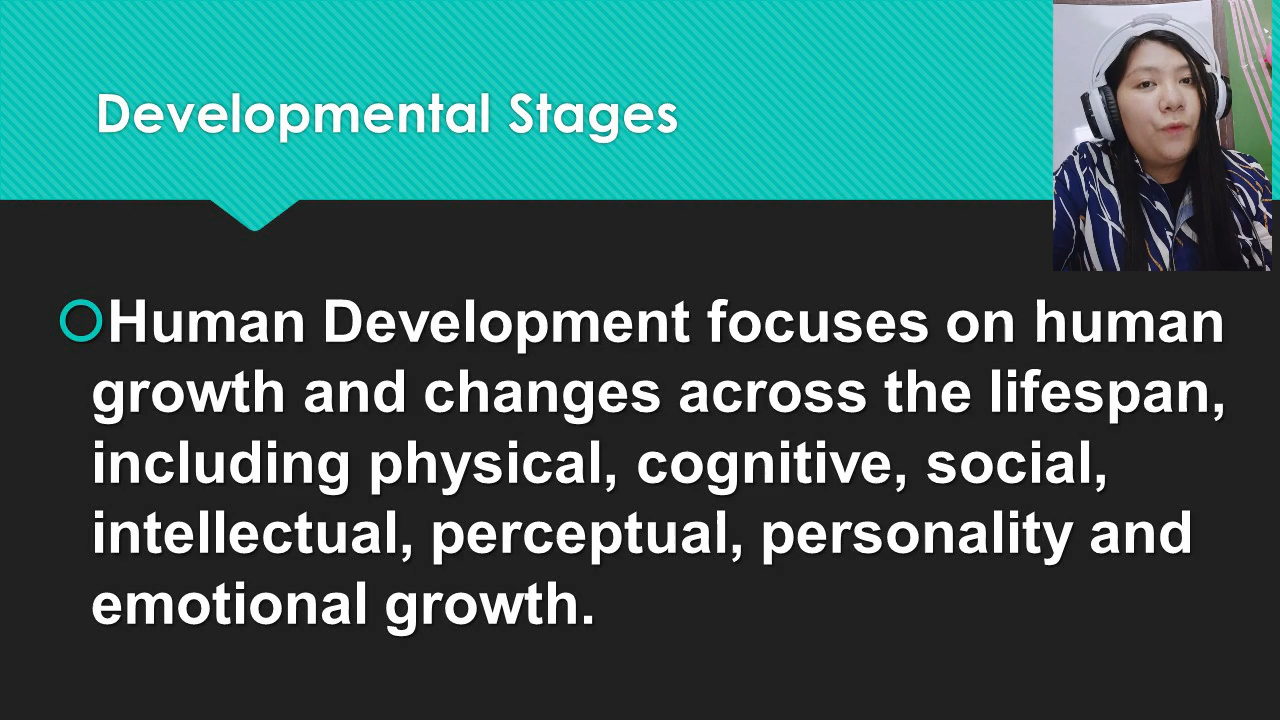 Developmental Stages
Human Development focuses on human
growth and changes across the lifespan,
including physical, cognitive, social,
intellectual, perceptual, personality and
emotional growth.